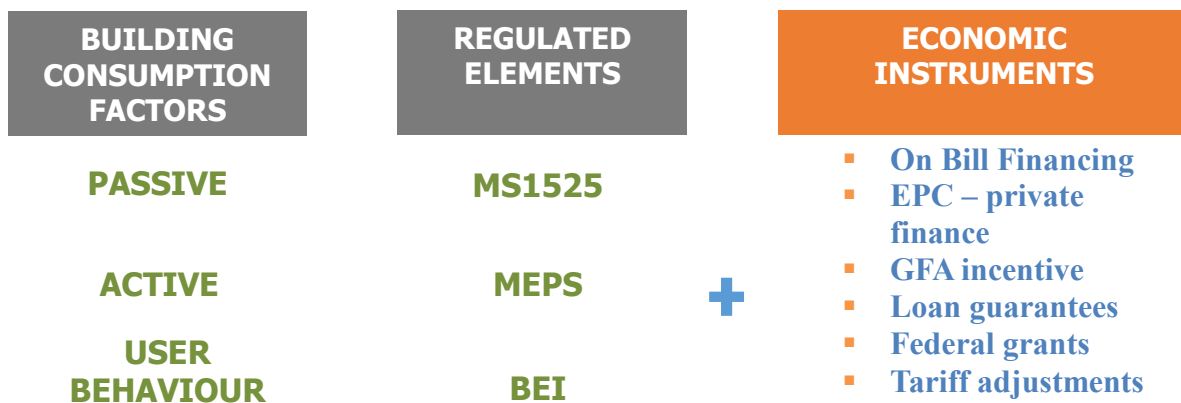 BUILDING
CONSUMPTION
FACTORS
PASSIVE
ACTIVE
USER
BEHAVIOUR
REGULATED
ELEMENTS
MS1525
MEPS
BEI
ECONOMIC
INSTRUMENTS
▪ On Bill Financing
▪ EPC – private
finance
▪ GFA incentive
▪ Loan guarantees
▪ Federal grants
▪ Tariff adjustments